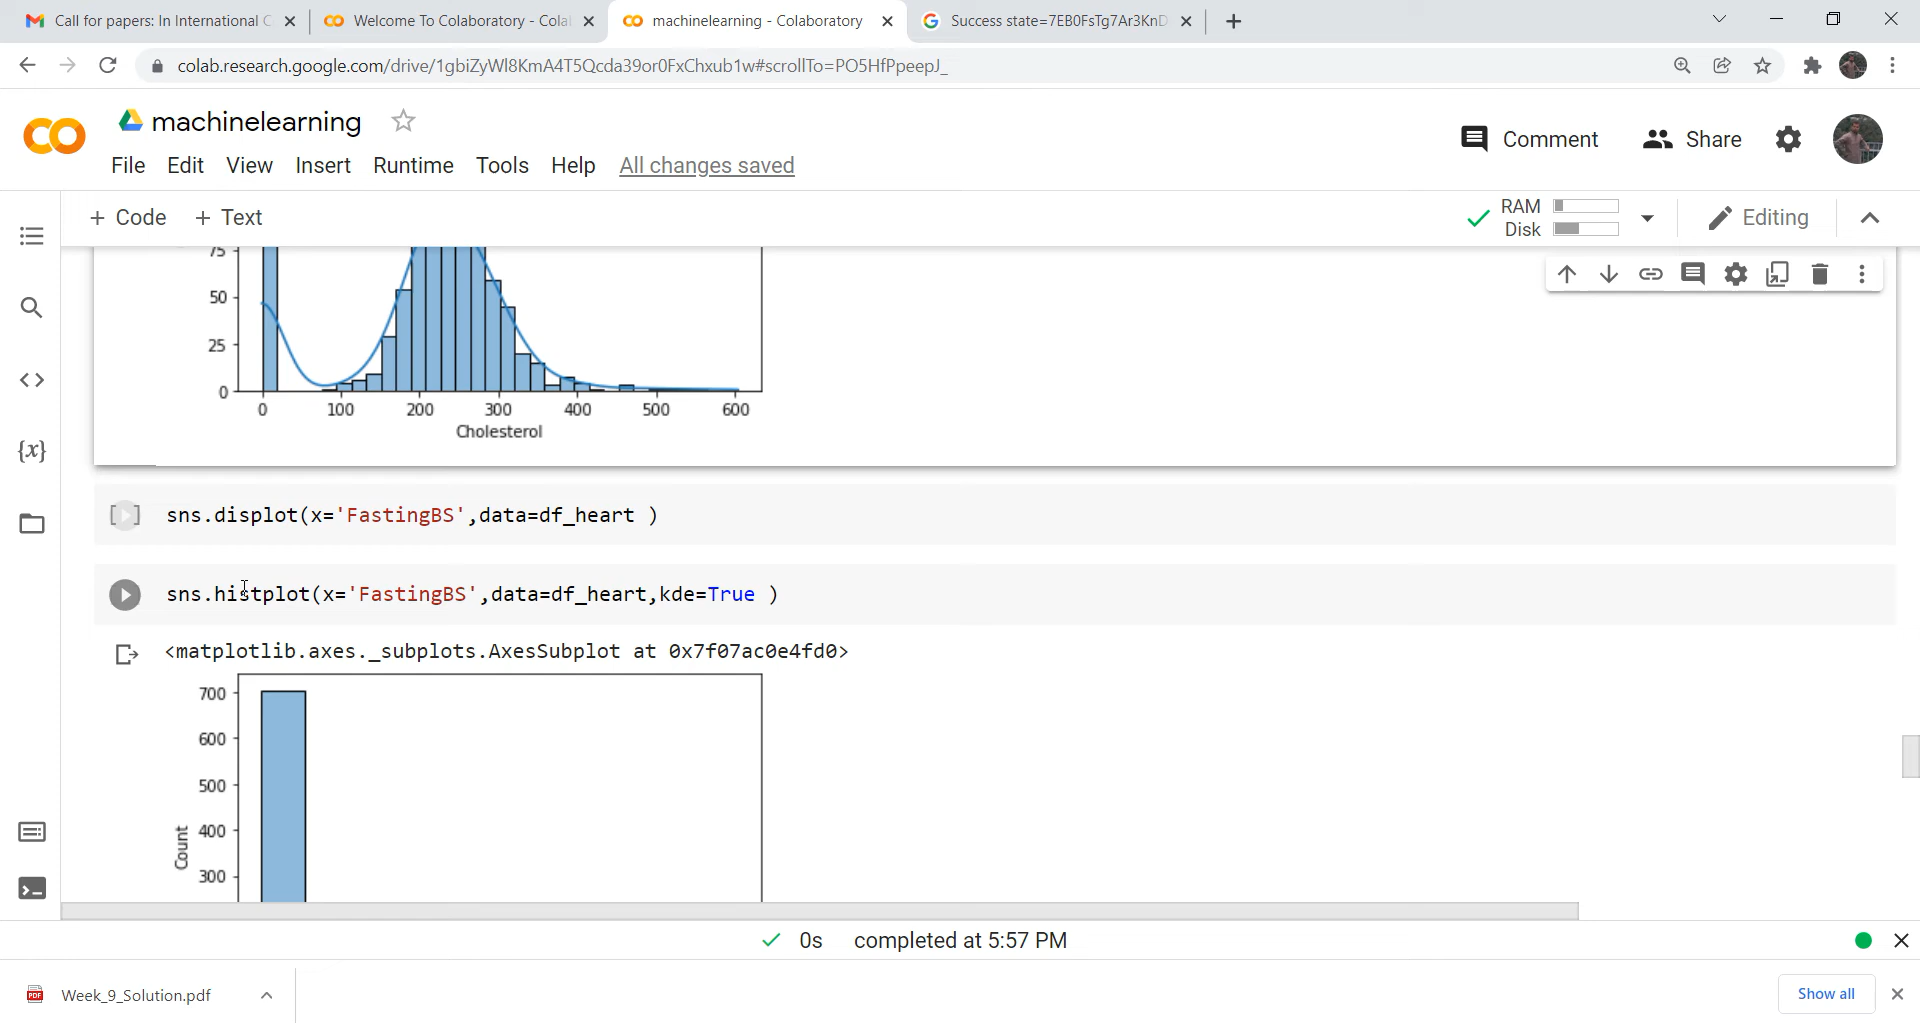 Call for papers: In International C
Welcome To Colaboratory - Colal
machinelearning - Colaboratory
Success state=7EB0FsTg7Ar3KnD
colab.research.google.com/drive/1gbiZyWl8KmA4T5Qcda39or0FxChxub1w#scrollTo=PO5HfPpeepJ_
machinelearning
Comment
Share
File Edit View Insert Runtime Tools Help All changes saved
+ Code + Text
RAM
Disk
Editing
75
50
25
0
0 100 200 300 400 500 600
Cholesterol
[ ] sns.displot(x='FastingBS',data=df_heart )
sns.histplot(x='FastingBS',data=df_heart,kde=True )
<matplotlib.axes._subplots.AxesSubplot at 0x7f07ac0e4fd0>
700
600
500
400
300
Count
0s completed at 5:57 PM
Week_9_Solution.pdf
Show all